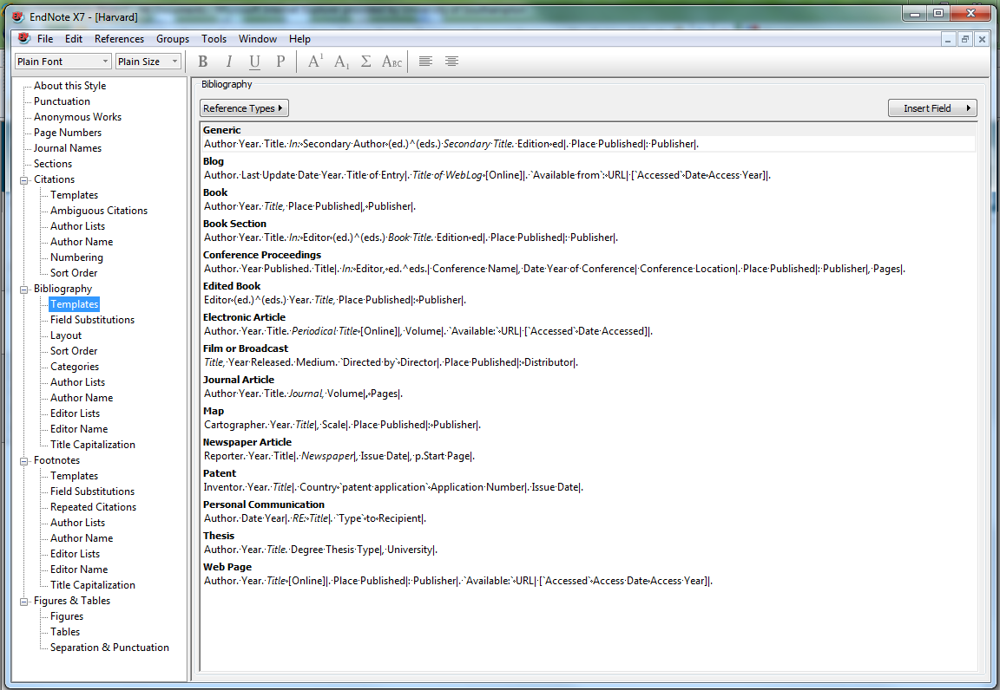 EndNote X7 - [Harvard]
File Edit References Groups Tools Window Help
Plain Font Plain Size B I U P A1 A1 Σ ABC
About this Style
Punctuation
Anonymous Works
Page Numbers
Journal Names
Sections
Citations
Templates
Ambiguous Citations
Author Lists
Author Name
Numbering
Sort Order
Bibliography
Templates
Field Substitutions
Layout
Sort Order
Categories
Author Lists
Author Name
Editor Lists
Editor Name
Title Capitalization
Footnotes
Templates
Field Substitutions
Repeated Citations
Author Lists
Author Name
Editor Lists
Editor Name
Title Capitalization
Figures & Tables
Figures
Tables
Separation & Punctuation
Bibliography
Reference Types Insert Field
Generic
Author·Year.·Title.·In:◦Secondary·Author◦(ed.)^(eds.)·Secondary·Title.·Edition◦ed|.·Place·Published|:·Publisher|.
Blog
Author.·Last·Update·Date·Year.·Title·of·Entry|.·Title·of·WebLog◦[Online]|.·`Available·from`:◦URL|·[`Accessed`◦Date◦Access·Year]|.
Book
Author·Year.·Title,·Place·Published|,◦Publisher|.
Book Section
Author·Year.·Title.·In:◦Editor◦(ed.)^(eds.)·Book·Title.·Edition◦ed|.·Place·Published|:·Publisher|.
Conference Proceedings
Author.·Year·Published.·Title|.·In:◦Editor,◦ed.^eds.|·Conference·Name|,·Date·Year·of·Conference|·Conference·Location|.·Place·Published|:·Publisher|,·Pages|.
Edited Book
Editor◦(ed.)^(eds.)·Year.·Title,·Place·Published|:◦Publisher|.
Electronic Article
Author.·Year.·Title.·Periodical·Title◦[Online]|,·Volume|.·`Available:`◦URL|·[`Accessed`◦Date·Accessed]|.
Film or Broadcast
Title,·Year·Released.·Medium.·`Directed·by`◦Director|.·Place·Published|:◦Distributor|.
Journal Article
Author·Year.·Title.·Journal,·Volume|,◦Pages|.
Map
Cartographer.·Year.·Title|,·Scale|.·Place·Published|:◦Publisher|.
Newspaper Article
Reporter.·Year.·Title|.·Newspaper|,·Issue·Date|,·p.Start·Page|.
Patent
Inventor.·Year.·Title|.·Country◦`patent·application`◦Application·Number|.·Issue·Date|.
Personal Communication
Author.·Date·Year|.·RE:◦Title|.·`Type`◦to◦Recipient|.
Thesis
Author.·Year.·Title.·Degree·Thesis·Type|,·University|.
Web Page
Author.·Year.·Title◦[Online]|.·Place·Published|:·Publisher|.·`Available:`◦URL|·[`Accessed`◦Access·Date◦Access·Year]|.